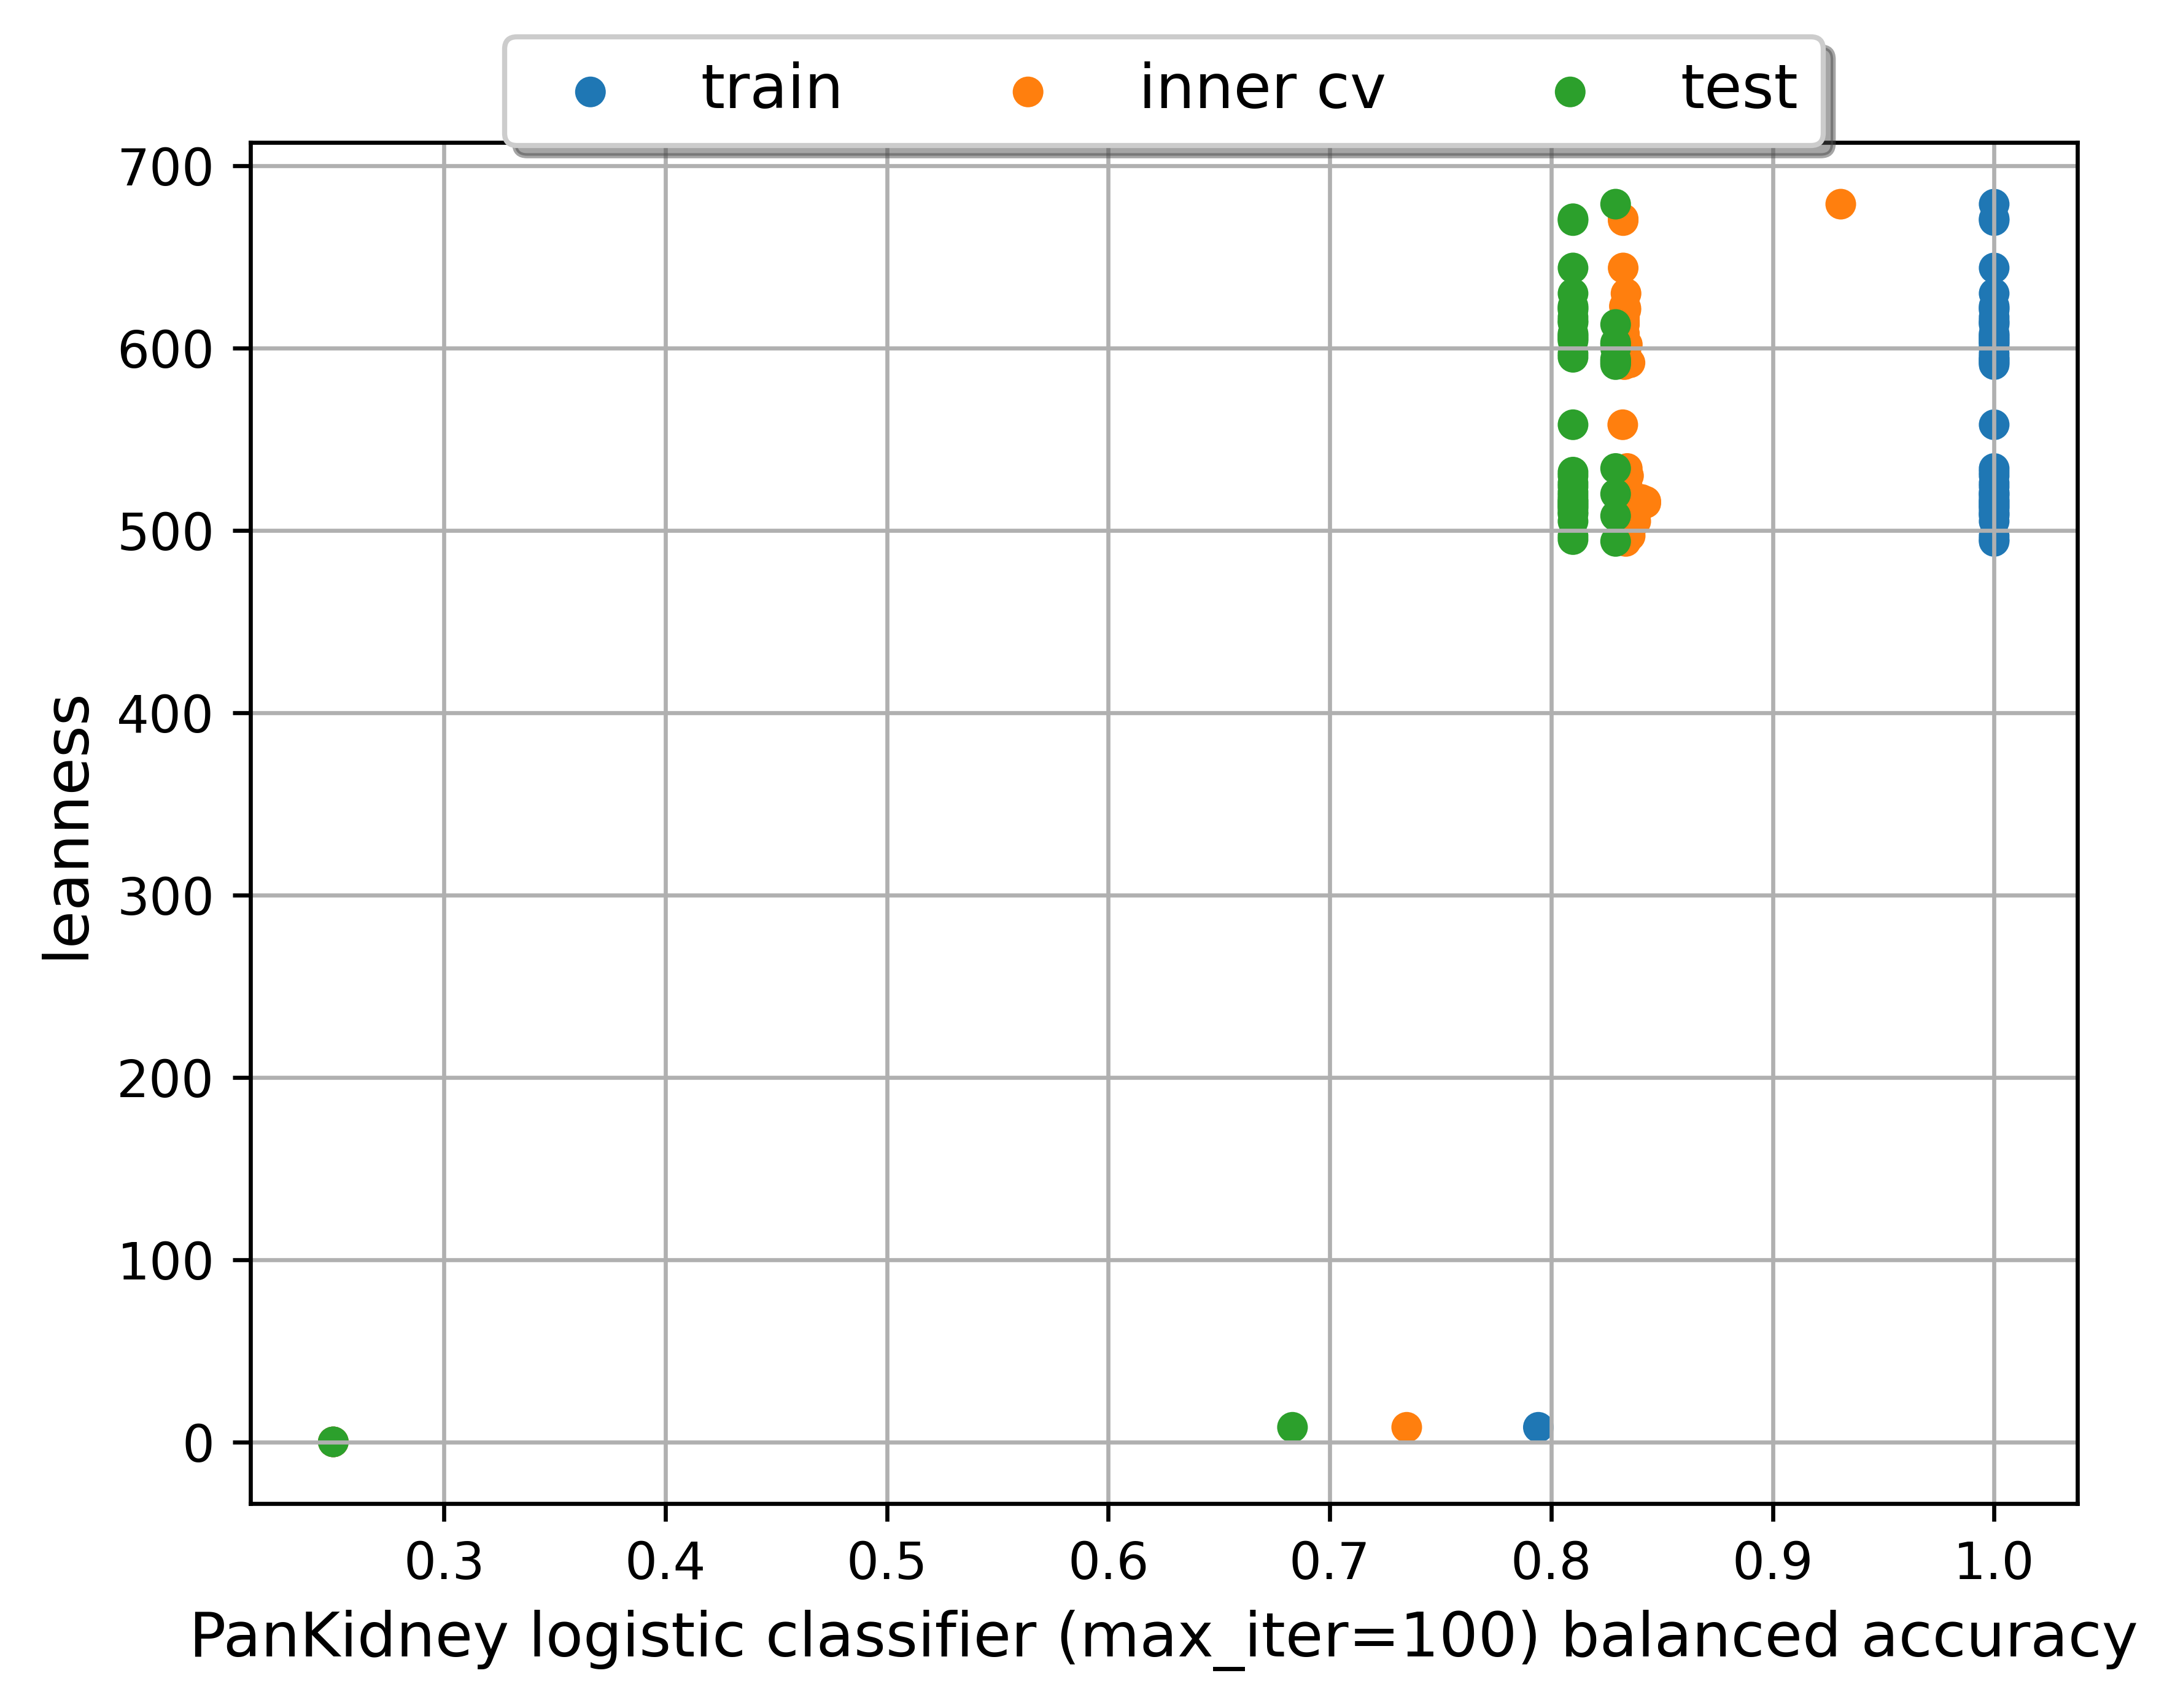 train inner cv test
700
600
500
400
300
200
100
0
leanness
0.3 0.4 0.5 0.6 0.7 0.8 0.9 1.0
PanKidney logistic classifier (max_iter=100) balanced accuracy